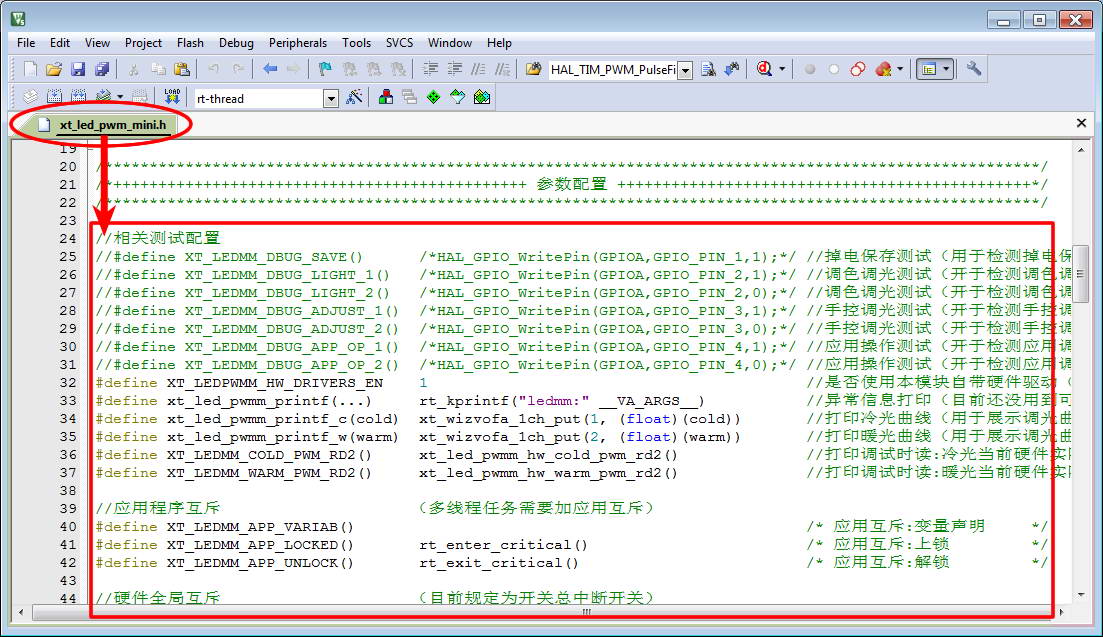 File Edit View Project Flash Debug Peripherals Tools SVCS Window Help
HAL_TIM_PWM_PulseFi
LOAD rt-thread
xt_led_pwm_mini.h
19
20 /*******************************************************************************************************/
21 /*++++++++++++++++++++++++++++++++++++++++++++++ 参数配置 ++++++++++++++++++++++++++++++++++++++++++++++*/
22 /*******************************************************************************************************/
23
24 //相关测试配置
25 //#define XT_LEDMM_DBUG_SAVE() /*HAL_GPIO_WritePin(GPIOA,GPIO_PIN_1,1);*/ //掉电保存测试（用于检测掉电保
26 //#define XT_LEDMM_DBUG_LIGHT_1() /*HAL_GPIO_WritePin(GPIOA,GPIO_PIN_2,1);*/ //调色调光测试（开于检测调色调
27 //#define XT_LEDMM_DBUG_LIGHT_2() /*HAL_GPIO_WritePin(GPIOA,GPIO_PIN_2,0);*/ //调色调光测试（开于检测调色调
28 //#define XT_LEDMM_DBUG_ADJUST_1() /*HAL_GPIO_WritePin(GPIOA,GPIO_PIN_3,1);*/ //手控调光测试（开于检测手控调
29 //#define XT_LEDMM_DBUG_ADJUST_2() /*HAL_GPIO_WritePin(GPIOA,GPIO_PIN_3,0);*/ //手控调光测试（开于检测手控调
30 //#define XT_LEDMM_DBUG_APP_OP_1() /*HAL_GPIO_WritePin(GPIOA,GPIO_PIN_4,1);*/ //应用操作测试（开于检测应用调
31 //#define XT_LEDMM_DBUG_APP_OP_2() /*HAL_GPIO_WritePin(GPIOA,GPIO_PIN_4,0);*/ //应用操作测试（开于检测应用调
32 #define XT_LEDPWMM_HW_DRIVERS_EN 1 //是否使用本模块自带硬件驱动（
33 #define xt_led_pwmm_printf(...) rt_kprintf("ledmm:" __VA_ARGS__) //异常信息打印（目前还没用到可
34 #define xt_led_pwmm_printf_c(cold) xt_wizvofa_1ch_put(1, (float)(cold)) //打印冷光曲线（用于展示调光曲
35 #define xt_led_pwmm_printf_w(warm) xt_wizvofa_1ch_put(2, (float)(warm)) //打印暖光曲线（用于展示调光曲
36 #define XT_LEDMM_COLD_PWM_RD2() xt_led_pwmm_hw_cold_pwm_rd2() //打印调试时读:冷光当前硬件实际
37 #define XT_LEDMM_WARM_PWM_RD2() xt_led_pwmm_hw_warm_pwm_rd2() //打印调试时读:暖光当前硬件实际
38
39 //应用程序互斥 （多线程任务需要加应用互斥）
40 #define XT_LEDMM_APP_VARIAB() /* 应用互斥:变量声明 */
41 #define XT_LEDMM_APP_LOCKED() rt_enter_critical() /* 应用互斥:上锁 */
42 #define XT_LEDMM_APP_UNLOCK() rt_exit_critical() /* 应用互斥:解锁 */
43
44 //硬件全局互斥 （目前规定为开关总中断开关）